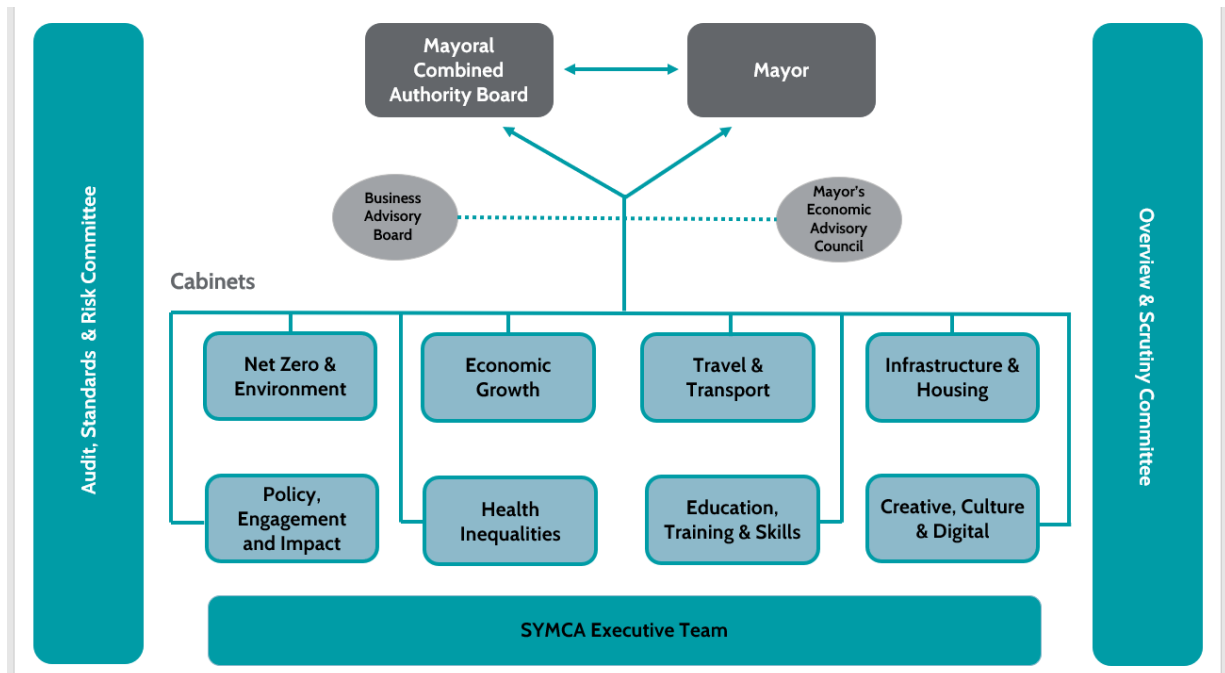 Audit, Standards & Risk Committee
Mayoral
Combined
Authority Board
Mayor
Business
Advisory
Board
Mayor's
Economic
Advisory
Council
Cabinets
Net Zero &
Environment
Economic
Growth
Travel &
Transport
Infrastructure &
Housing
Policy,
Engagement
and Impact
Health
Inequalities
Education,
Training & Skills
Creative, Culture
& Digital
SYMCA Executive Team
Overview & Scrutiny Committee